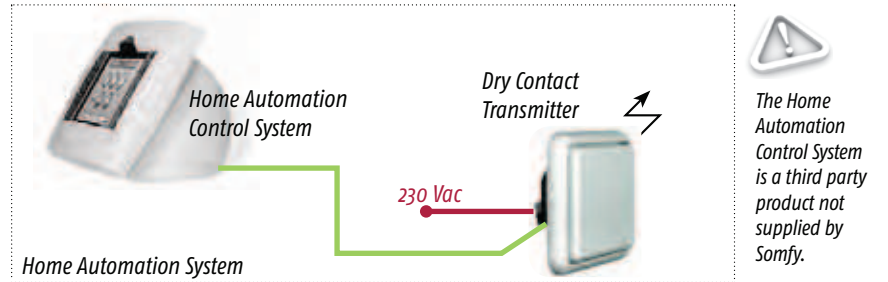 Home Automation
Control System
Dry Contact
Transmitter
230 Vac
Home Automation System
The Home
Automation
Control System
is a third party
product not
supplied by
Somfy.